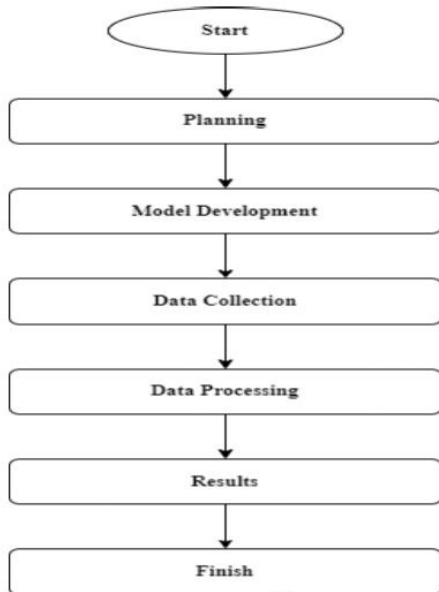 Start
Planning
Model Development
Data Collection
Data Processing
Results
Finish